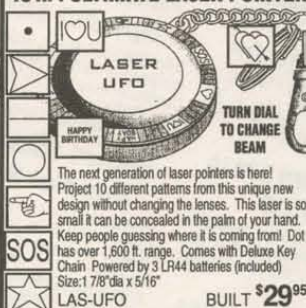 I♡U
LASER
UFO
TURN DIAL
TO CHANGE
BEAM
HAPPY
BIRTHDAY
SOS
The next generation of laser pointers is here!
Project 10 different patterns from this unique new
design without changing the lenses. This laser is so
small it can be concealed in the palm of your hand.
Keep people guessing where it is coming from! Dot
has over 1,600 ft. range. Comes with Deluxe Key
Chain Powered by 3 LR44 batteries (included)
Size:1 7/8"dia x 5/16"
LAS-UFO BUILT $29.95